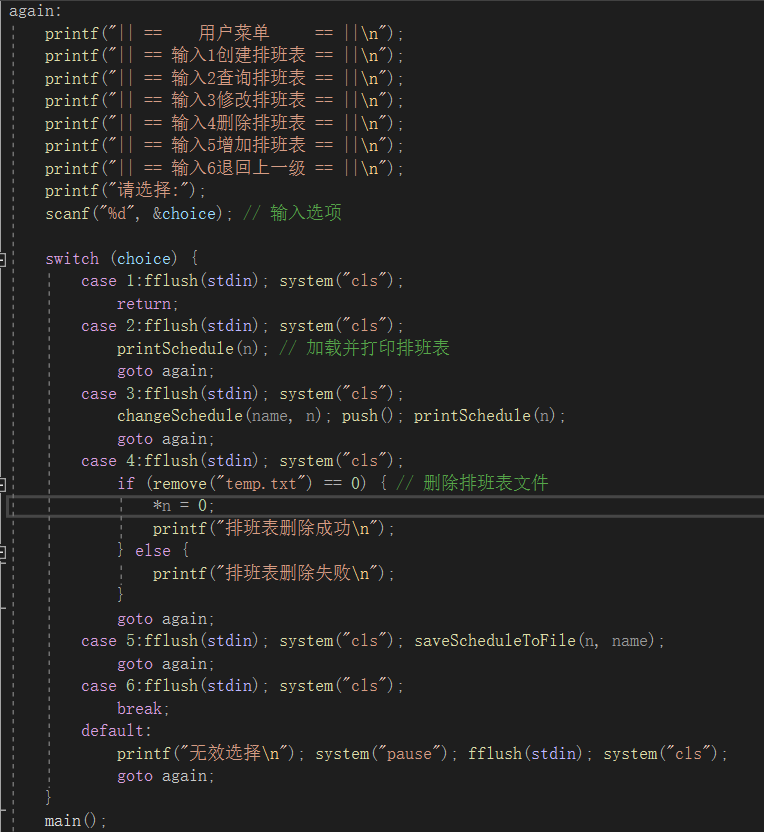 again:
printf("|| ==    用户菜单     == ||\n");
printf("|| == 输入1创建排班表 == ||\n");
printf("|| == 输入2查询排班表 == ||\n");
printf("|| == 输入3修改排班表 == ||\n");
printf("|| == 输入4删除排班表 == ||\n");
printf("|| == 输入5增加排班表 == ||\n");
printf("|| == 输入6退回上一级 == ||\n");
printf("请选择:");
scanf("%d", &choice); // 输入选项
switch (choice) {
case 1:fflush(stdin); system("cls");
return;
case 2:fflush(stdin); system("cls");
printSchedule(n); // 加载并打印排班表
goto again;
case 3:fflush(stdin); system("cls");
changeSchedule(name, n); push(); printSchedule(n);
goto again;
case 4:fflush(stdin); system("cls");
if (remove("temp.txt") == 0) { // 删除排班表文件
*n = 0;
printf("排班表删除成功\n");
} else {
printf("排班表删除失败\n");
}
goto again;
case 5:fflush(stdin); system("cls"); saveScheduleToFile(n, name);
goto again;
case 6:fflush(stdin); system("cls");
break;
default:
printf("无效选择\n"); system("pause"); fflush(stdin); system("cls");
goto again;
}
main();